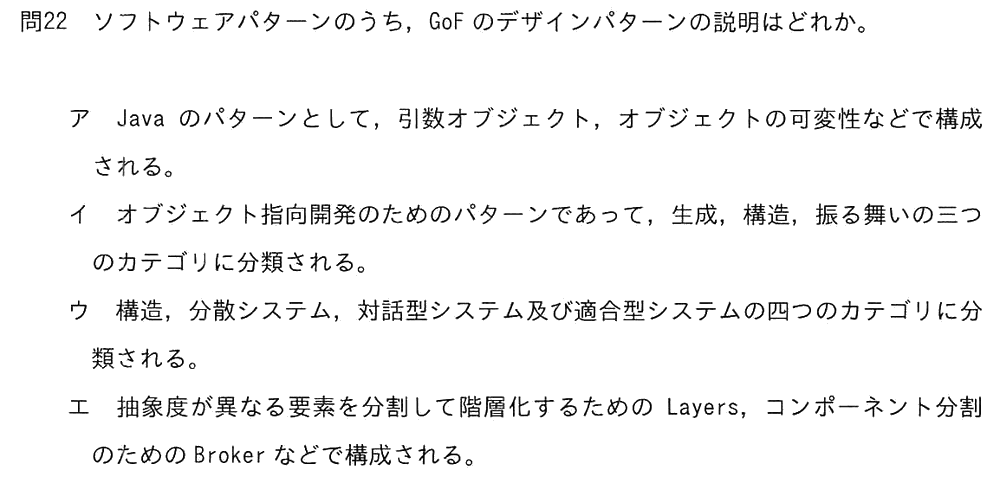 問22　ソフトウェアパターンのうち，GoF のデザインパターンの説明はどれか。
ア　Java のパターンとして，引数オブジェクト，オブジェクトの可変性などで構成
される。
イ　オブジェクト指向開発のためのパターンであって，生成，構造，振る舞いの三つ
のカテゴリに分類される。
ウ　構造，分散システム，対話型システム及び適合型システムの四つのカテゴリに分
類される。
エ　抽象度が異なる要素を分割して階層化するための Layers，コンポーネント分割
のための Broker などで構成される。